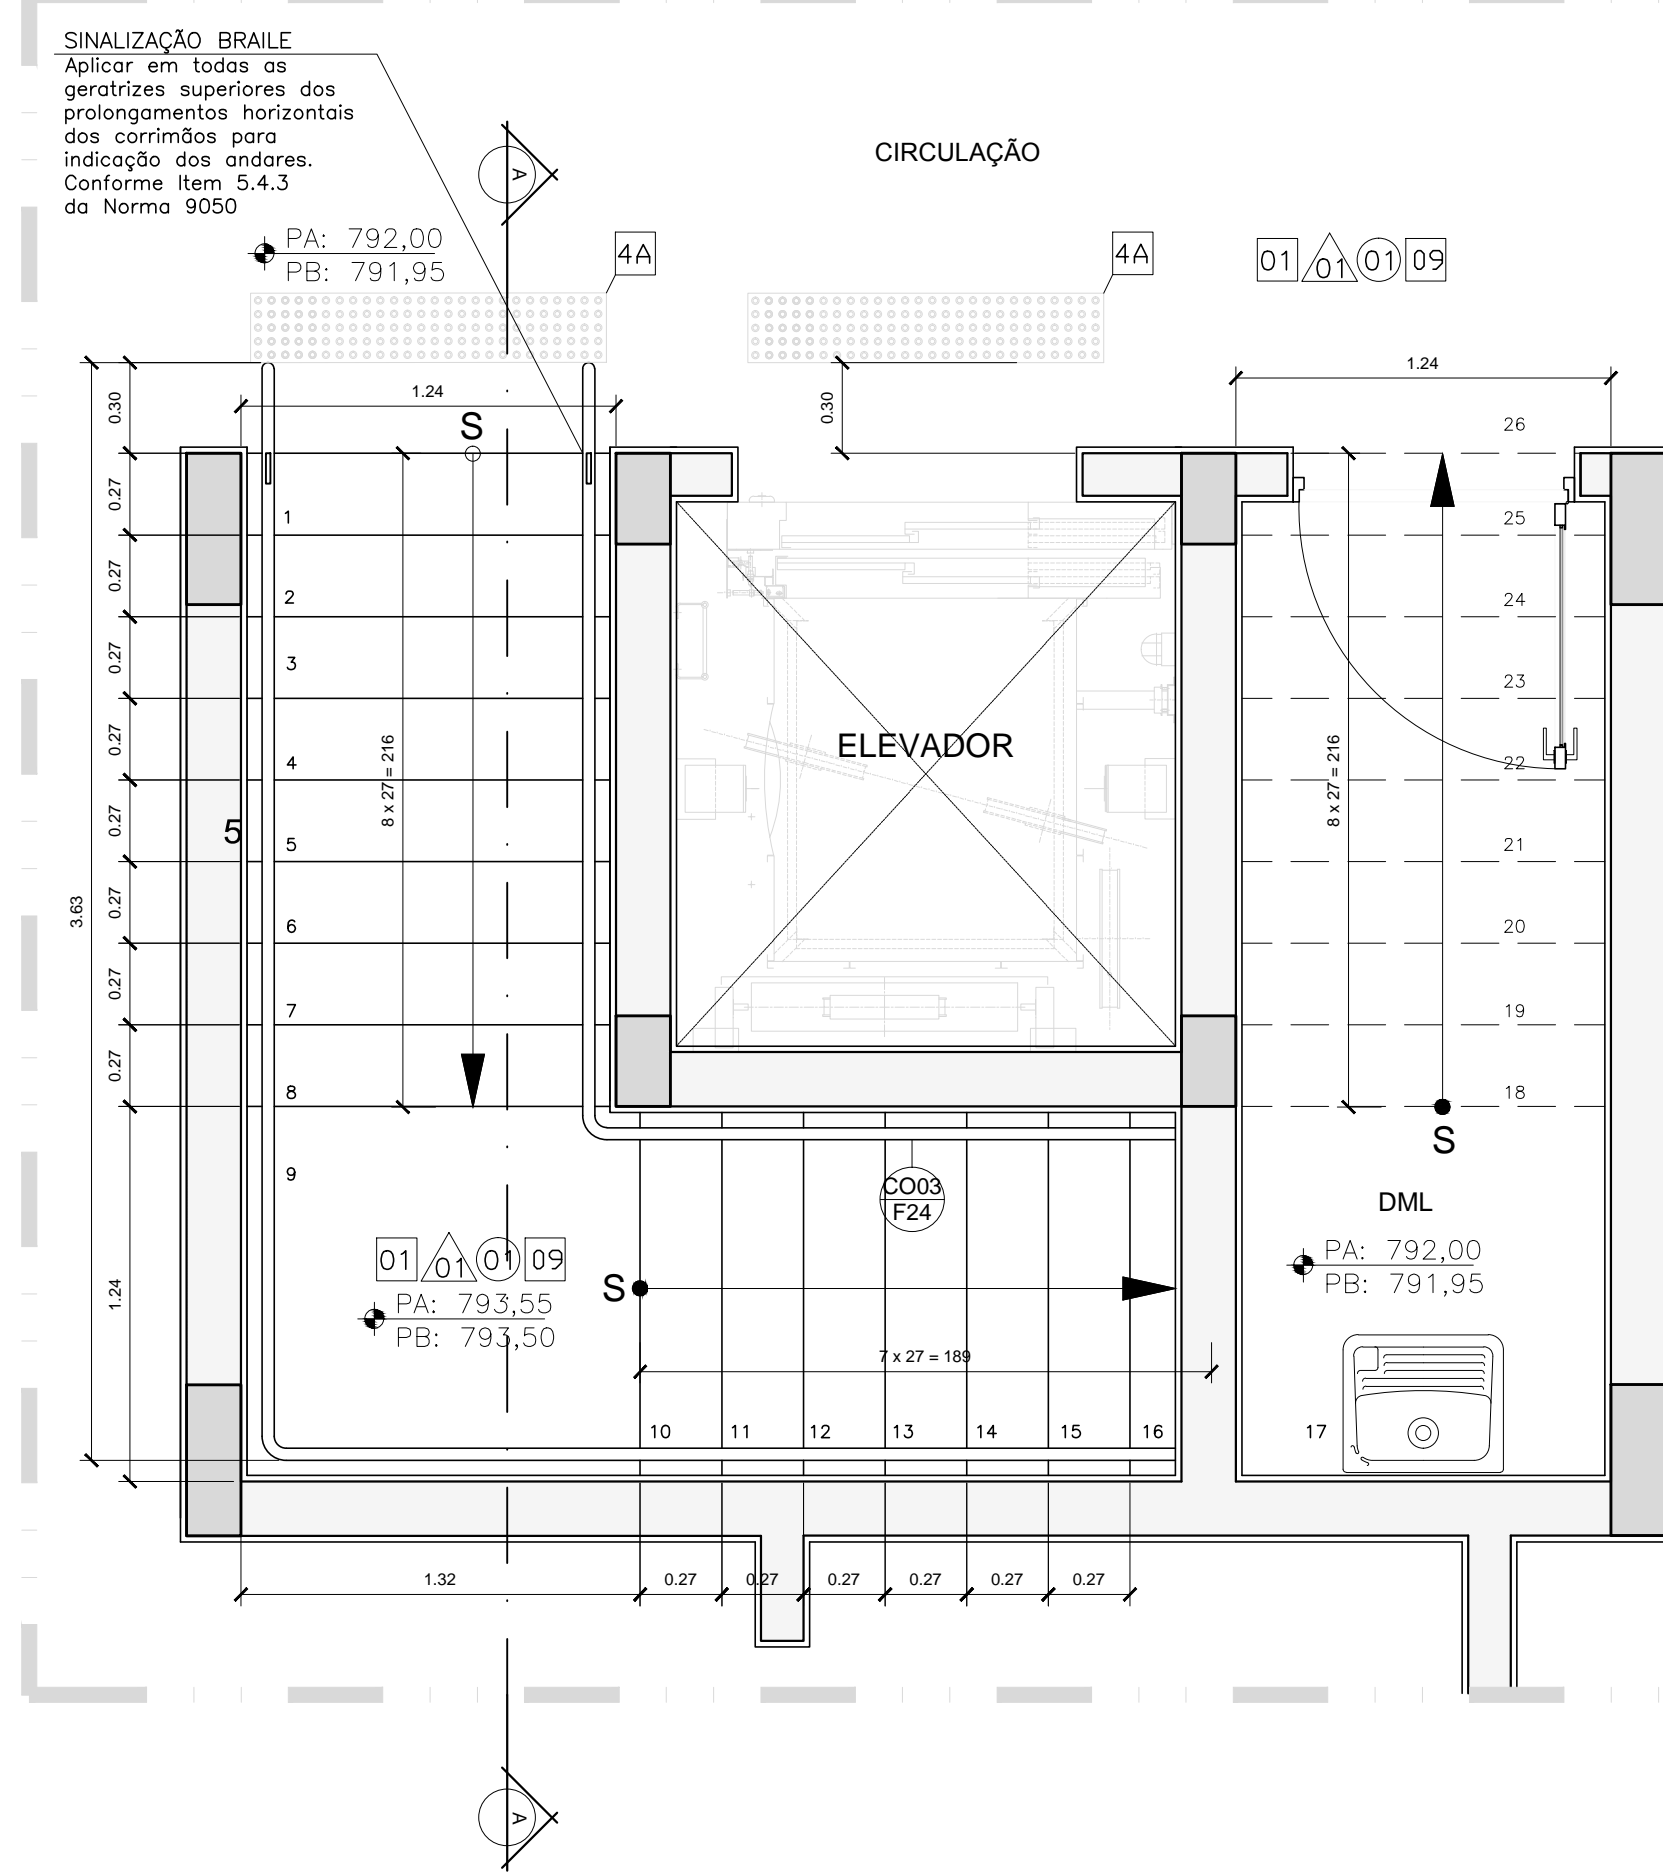 SINALIZAÇÃO BRAILE
Aplicar em todas as
geratrizes superiores dos
prolongamentos horizontais
dos corrimãos para
indicação dos andares.
Conforme Item 5.4.3
da Norma 9050
CIRCULAÇÃO
A
PA: 792,00
PB: 791,95
4A
4A
01 01 01 09
1.24
1.24
0.30
0.30
S
26
0.27
0.27
0.27
0.27
0.27
0.27
0.27
0.27
1
2
3
4
5
6
7
8
9
8 x 27 = 216
5
3.63
1.24
ELEVADOR
25
24
23
22
21
20
19
18
8 x 27 = 216
S
DML
PA: 792,00
PB: 791,95
17
CO03
F24
01 01 01 09
PA: 793,55
PB: 793,50
S
7 x 27 = 189
10 11 12 13 14 15 16
1.32 0.27 0.27 0.27 0.27 0.27 0.27
A